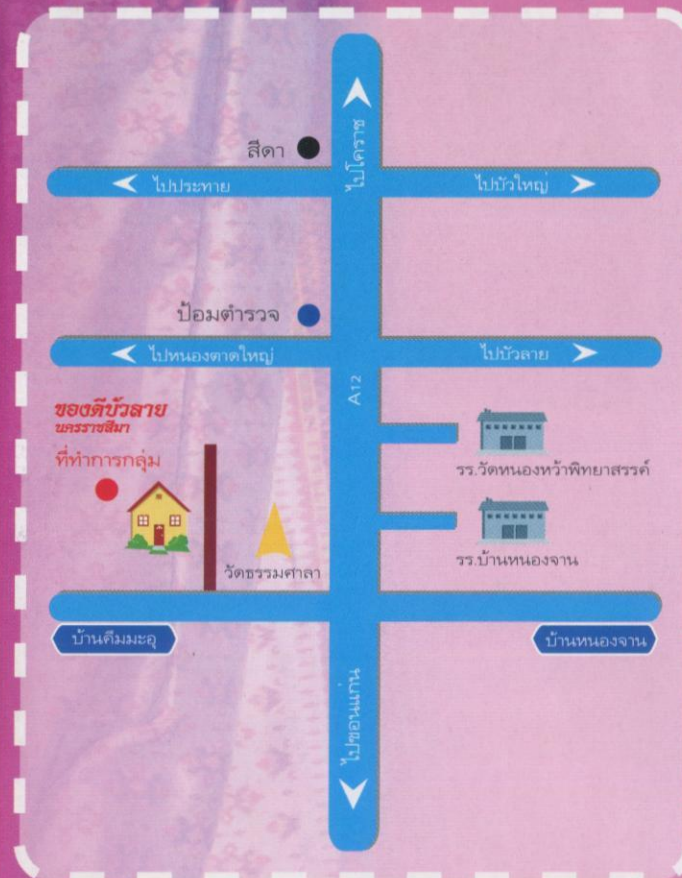 สีดา
ไปโคราช
ไปประทาย
ไปบัวใหญ่
ป้อมตำรวจ
ไปหนองตาดใหญ่
ไปบัวลาย
A12
ของดีบัวลาย
นครราชสีมา
ที่ทำการกลุ่ม
รร.วัดหนองหว้าพิทยาสรรค์
วัดธรรมศาลา
รร.บ้านหนองจาน
บ้านดึมมะอุ
บ้านหนองจาน
ไปขอนแก่น